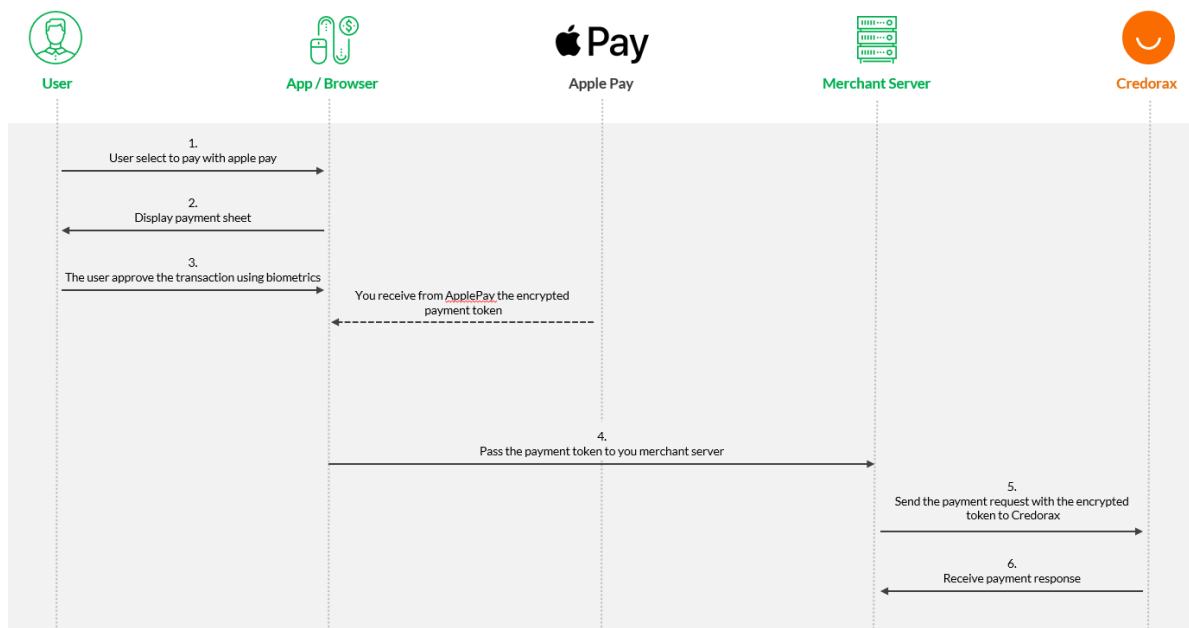 Pay
User
App / Browser
Apple Pay
Merchant Server
Credorax
1.
User select to pay with apple pay
2.
Display payment sheet
3.
The user approve the transaction using biometrics
You receive from ApplePay the encrypted
payment token
4.
Pass the payment token to you merchant server
5.
Send the payment request with the encrypted
token to Credorax
6.
Receive payment response